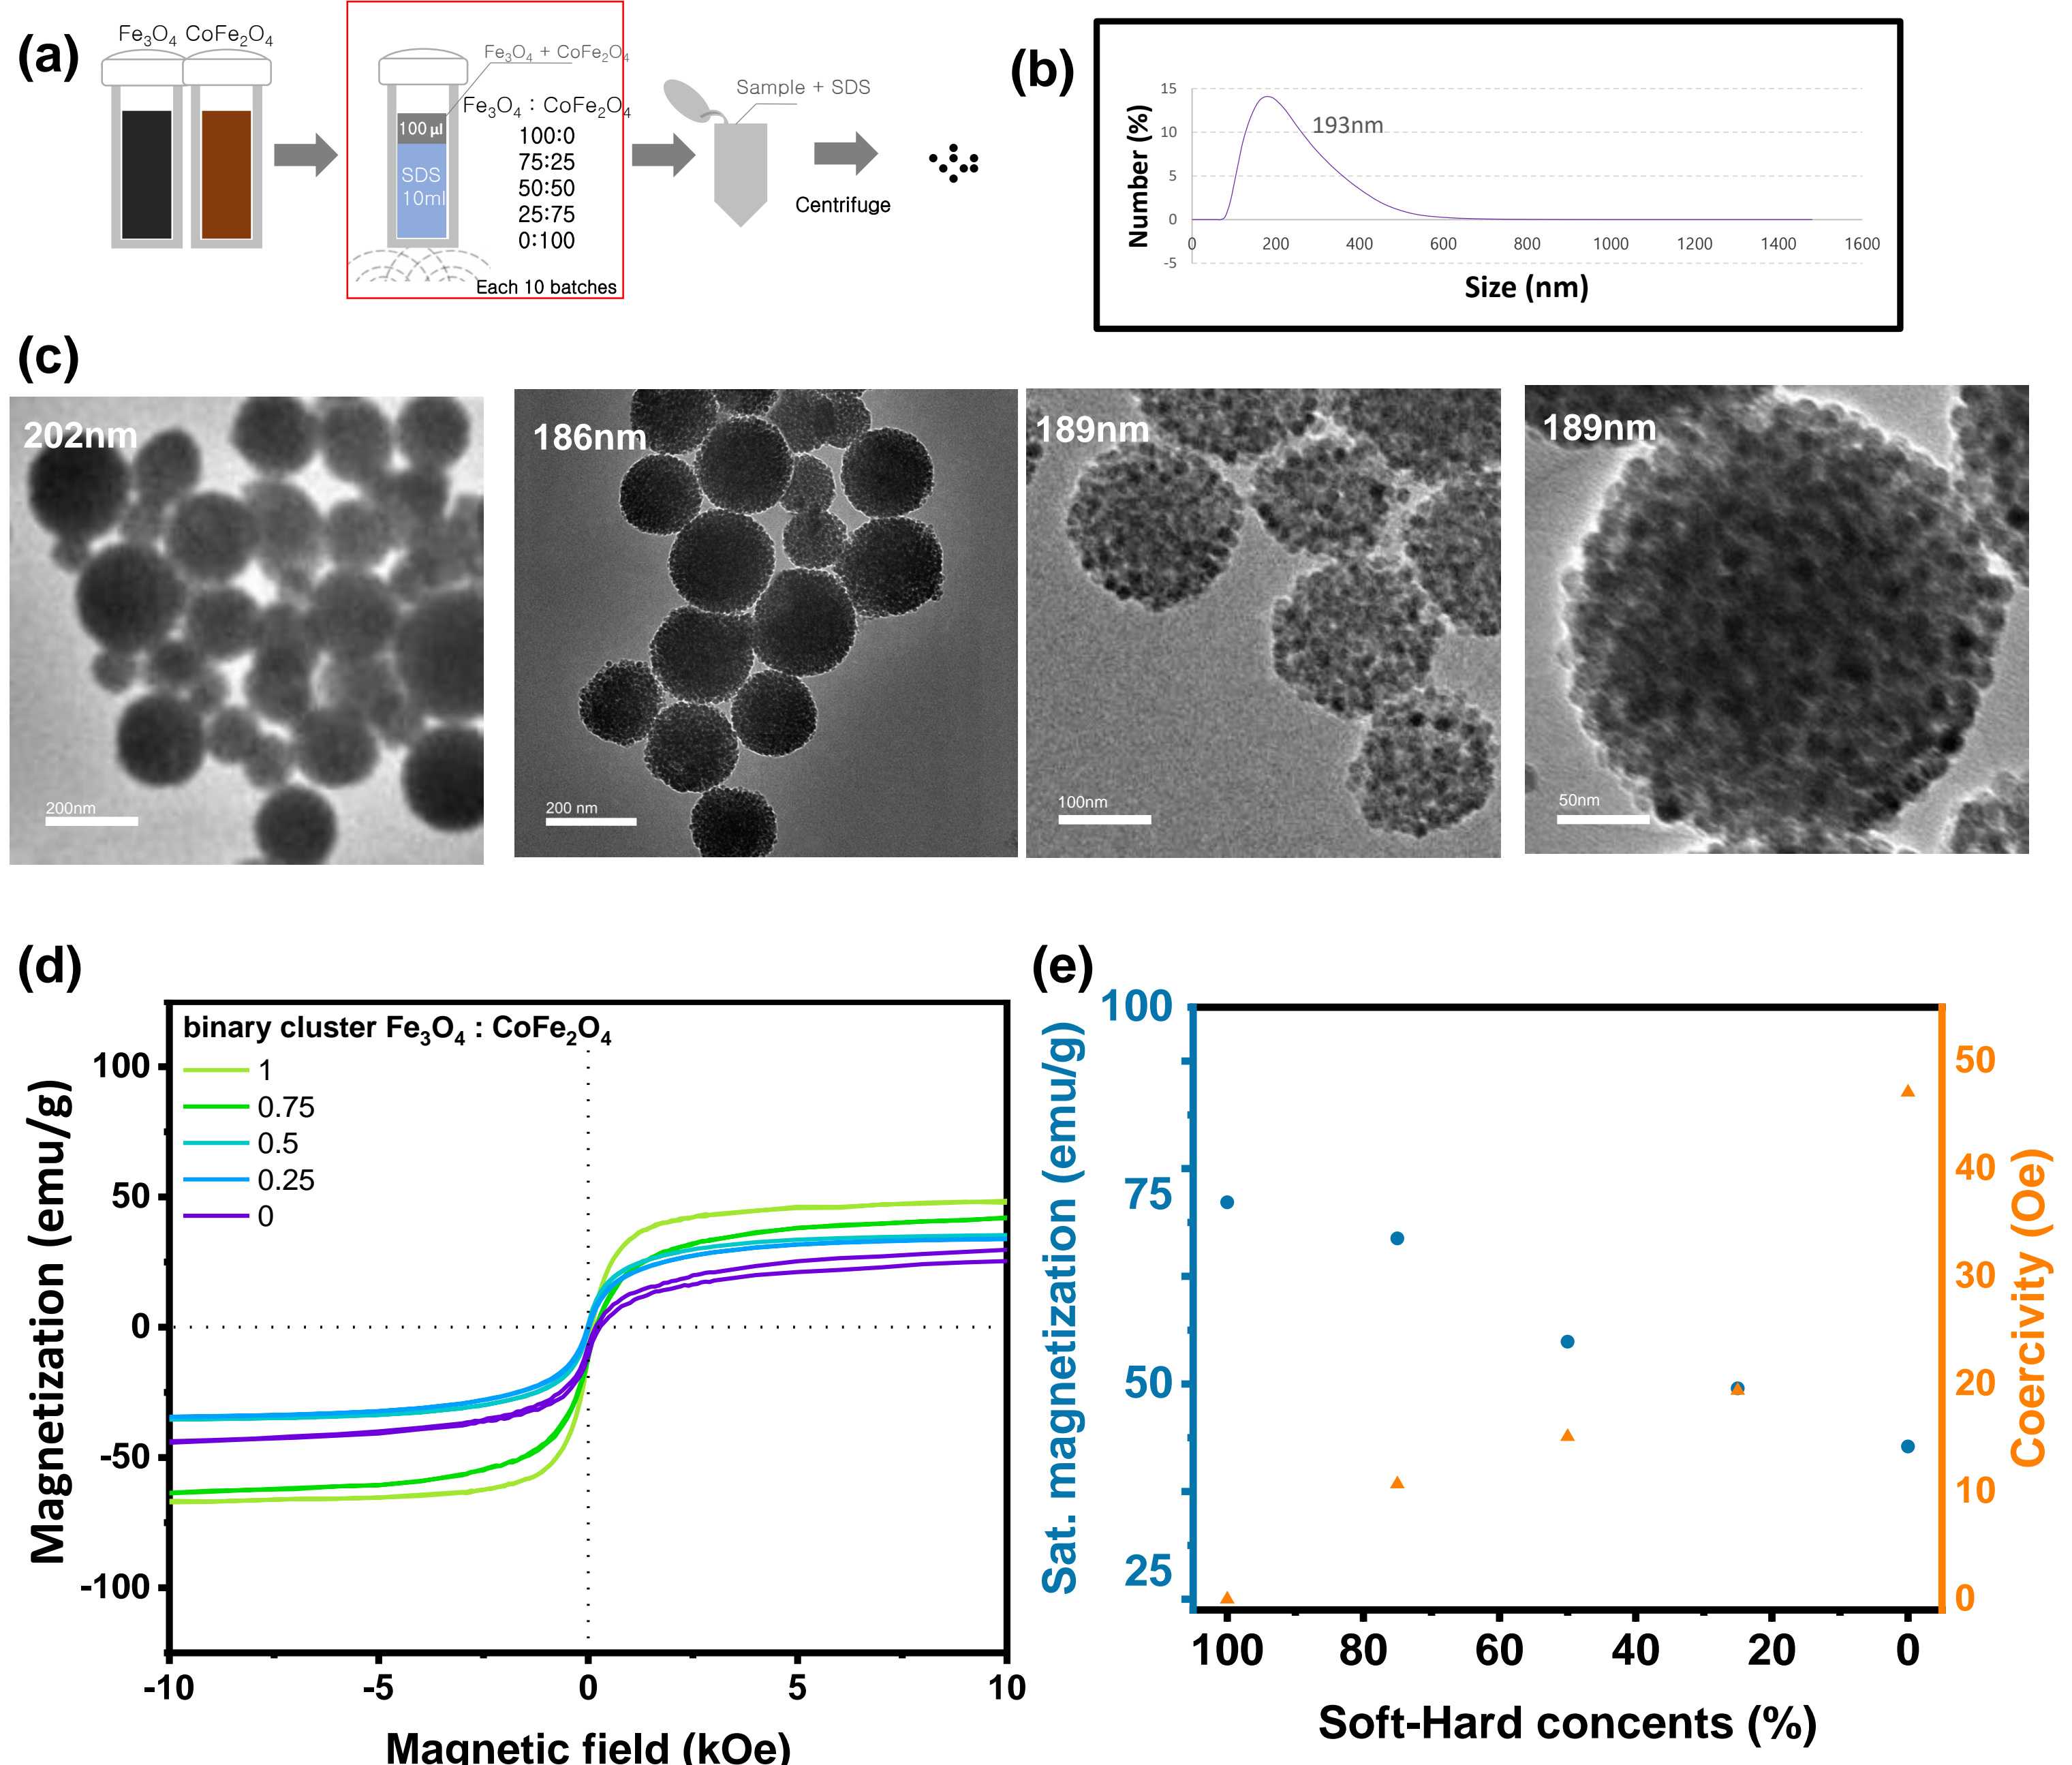 (a)
Fe₃O₄ CoFe₂O₄
Fe₃O₄ + CoFe₂O₄
Fe₃O₄ : CoFe₂O₄
100 μl
SDS
10ml
100:0
75:25
50:50
25:75
0:100
Each 10 batches
Sample + SDS
Centrifuge
(b)
Number (%)
15
10
5
0
-5
193nm
0 200 400 600 800 1000 1200 1400 1600
Size (nm)
(c)
202nm
200nm
186nm
200 nm
189nm
100nm
189nm
50nm
(d)
binary cluster Fe₃O₄ : CoFe₂O₄
1
0.75
0.5
0.25
0
Magnetization (emu/g)
100
50
0
-50
-100
-10 -5 0 5 10
Magnetic field (kOe)
(e)
Sat. magnetization (emu/g)
100
75
50
25
50
40
30
20
10
0
Coercivity (Oe)
100 80 60 40 20 0
Soft-Hard concents (%)